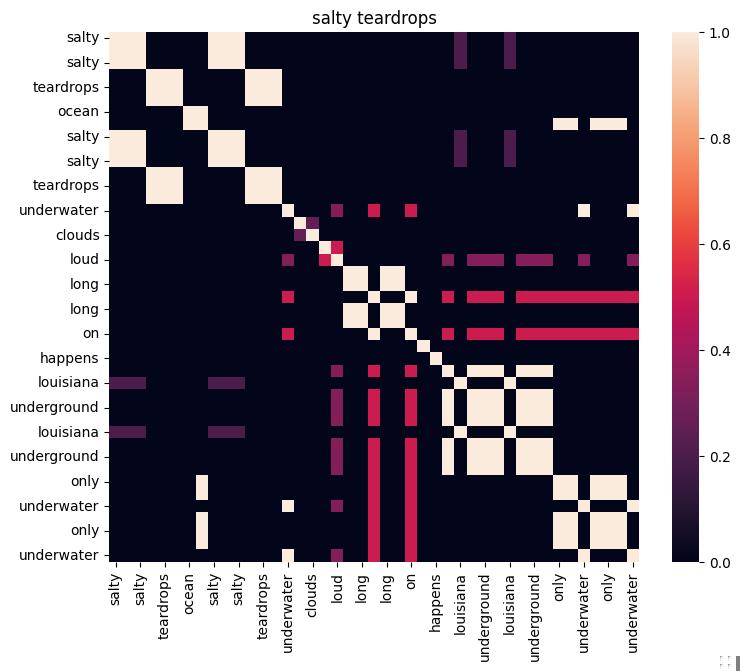 salty teardrops
salty
salty
teardrops
ocean
salty
salty
teardrops
underwater
clouds
loud
long
long
on
happens
louisiana
underground
louisiana
underground
only
underwater
only
underwater
1.0
0.8
0.6
0.4
0.2
0.0
salty
salty
teardrops
ocean
salty
salty
teardrops
underwater
clouds
loud
long
long
on
happens
louisiana
underground
louisiana
underground
only
underwater
only
underwater